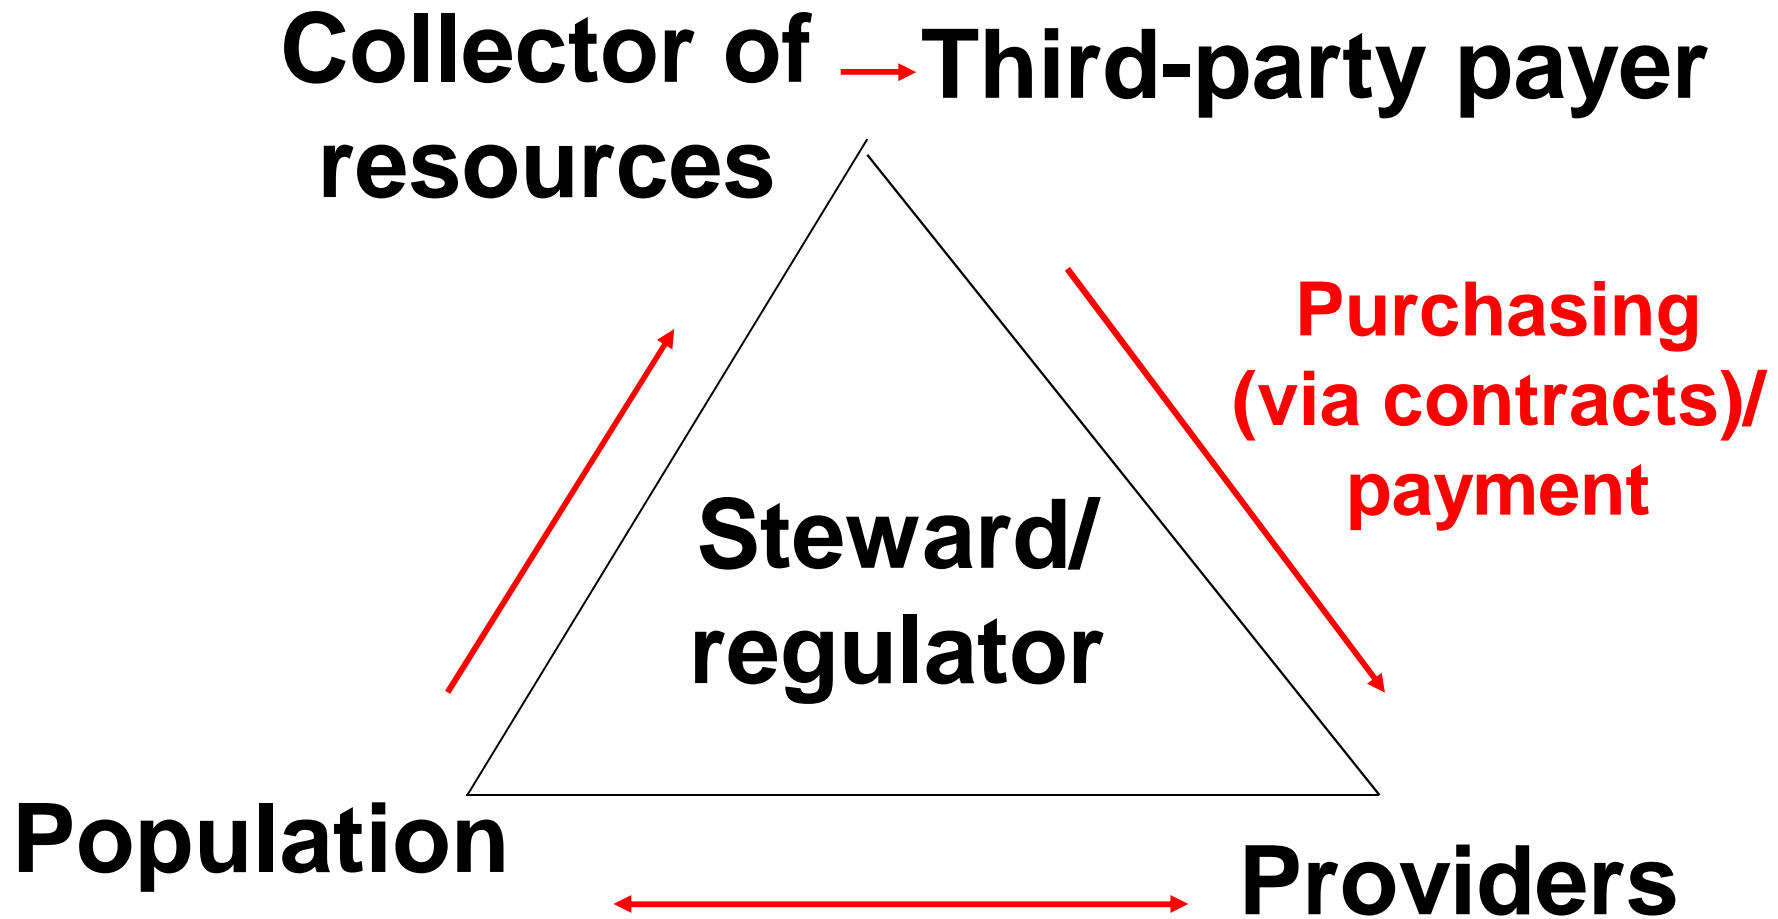 Collector of
resources
Third-party payer
Purchasing
(via contracts)/
payment
Steward/
regulator
Population
Providers